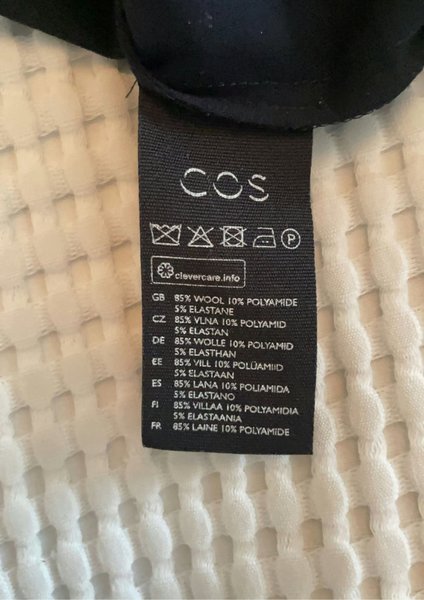 COS
P
clevercare.info
GB 85% WOOL 10% POLYAMIDE
5% ELASTANE
CZ 85% VLNA 10% POLYAMID
5% ELASTAN
DE 85% WOLLE 10% POLYAMID
5% ELASTHAN
EE 85% VILL 10% POLÜAMIID
5% ELASTAAN
ES 85% LANA 10% POLIAMIDA
5% ELASTANO
FI 85% VILLAA 10% POLYAMIDIA
5% ELASTAANIA
FR 85% LAINE 10% POLYAMIDE